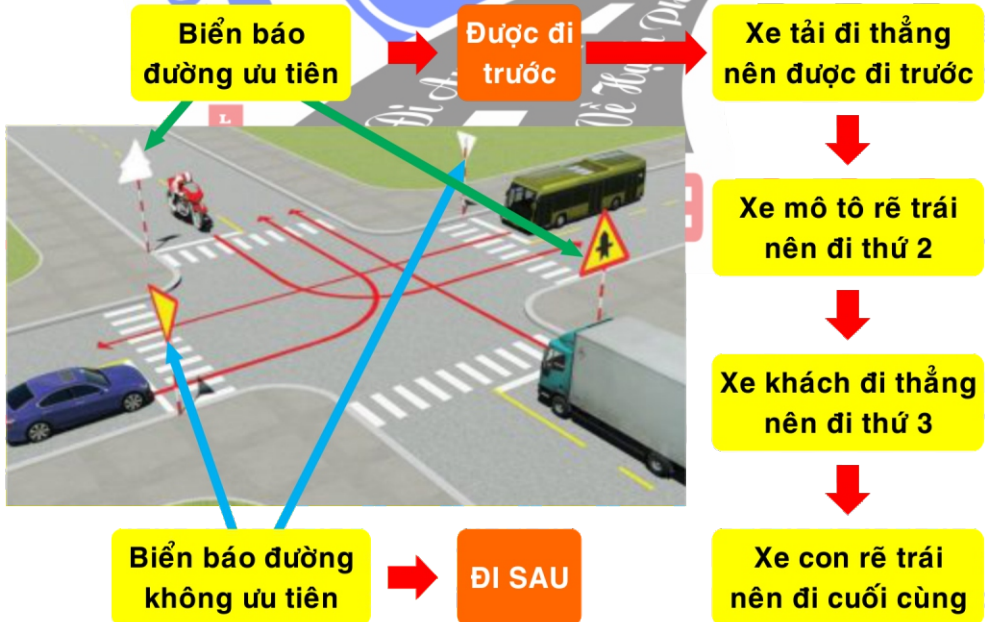 Biển báo
đường ưu tiên
Được đi
trước
Xe tải đi thẳng
nên được đi trước
Xe mô tô rẽ trái
nên đi thứ 2
Xe khách đi thẳng
nên đi thứ 3
Biển báo đường
không ưu tiên
ĐI SAU
Xe con rẽ trái
nên đi cuối cùng
L
Đi
Về